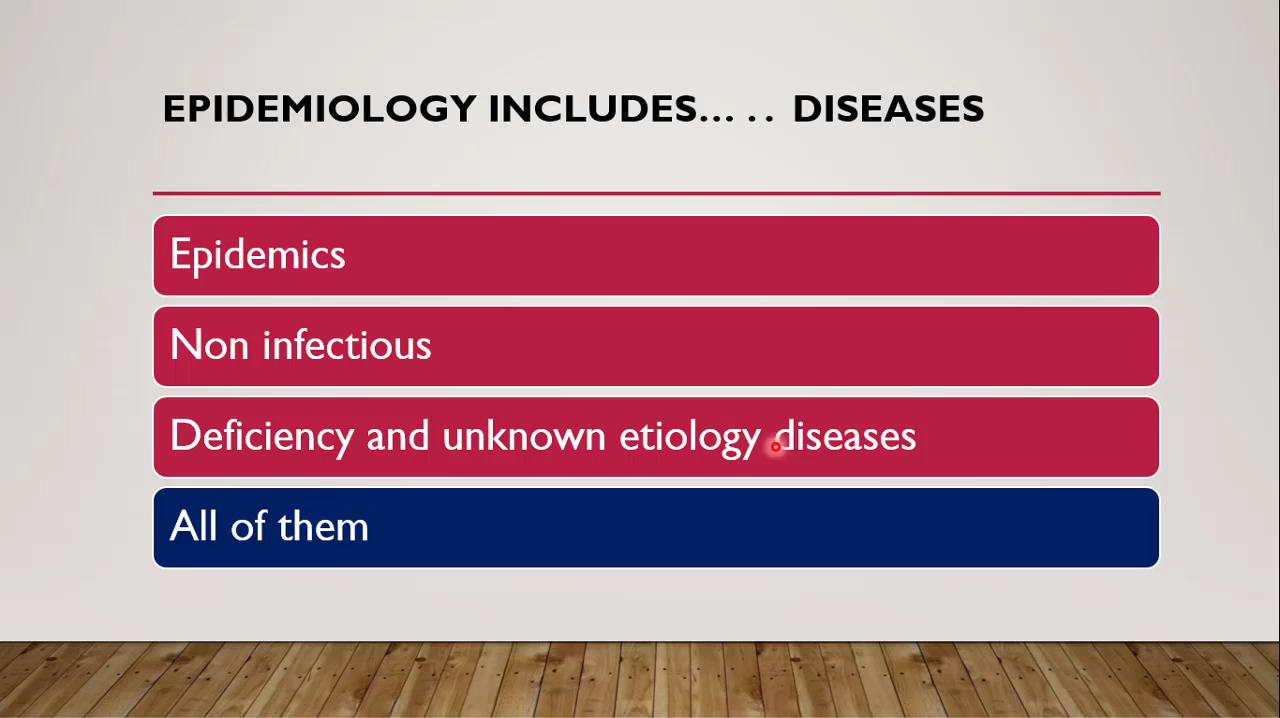 EPIDEMIOLOGY INCLUDES... . . DISEASES
Epidemics
Non infectious
Deficiency and unknown etiology diseases
All of them